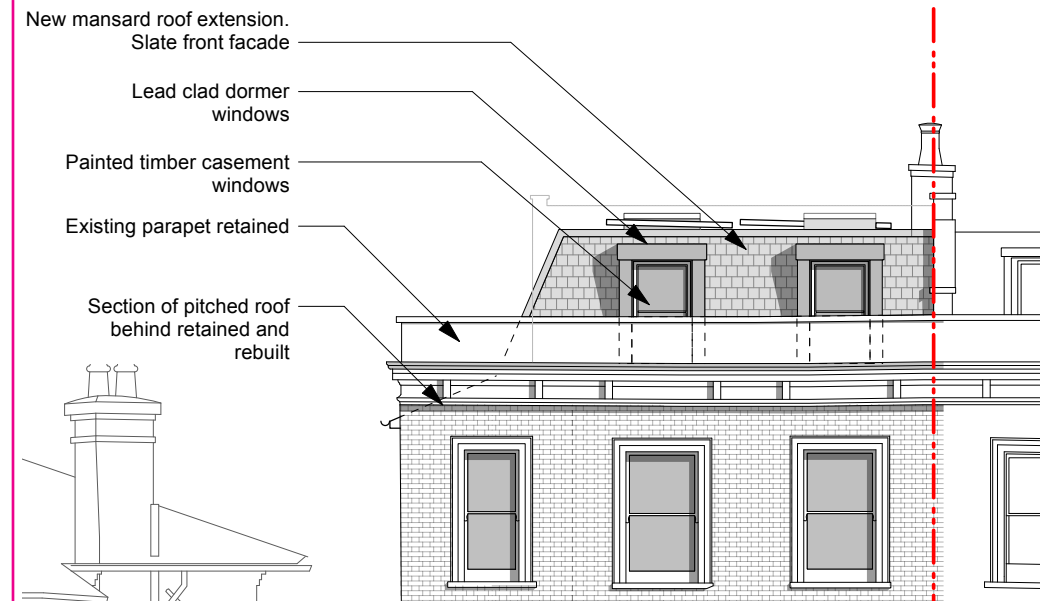 New mansard roof extension.
Slate front facade
Lead clad dormer
windows
Painted timber casement
windows
Existing parapet retained
Section of pitched roof
behind retained and
rebuilt